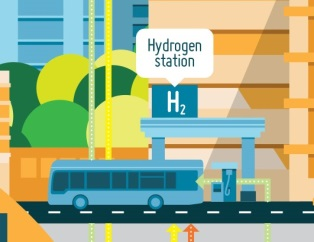 Hydrogen
station
H₂